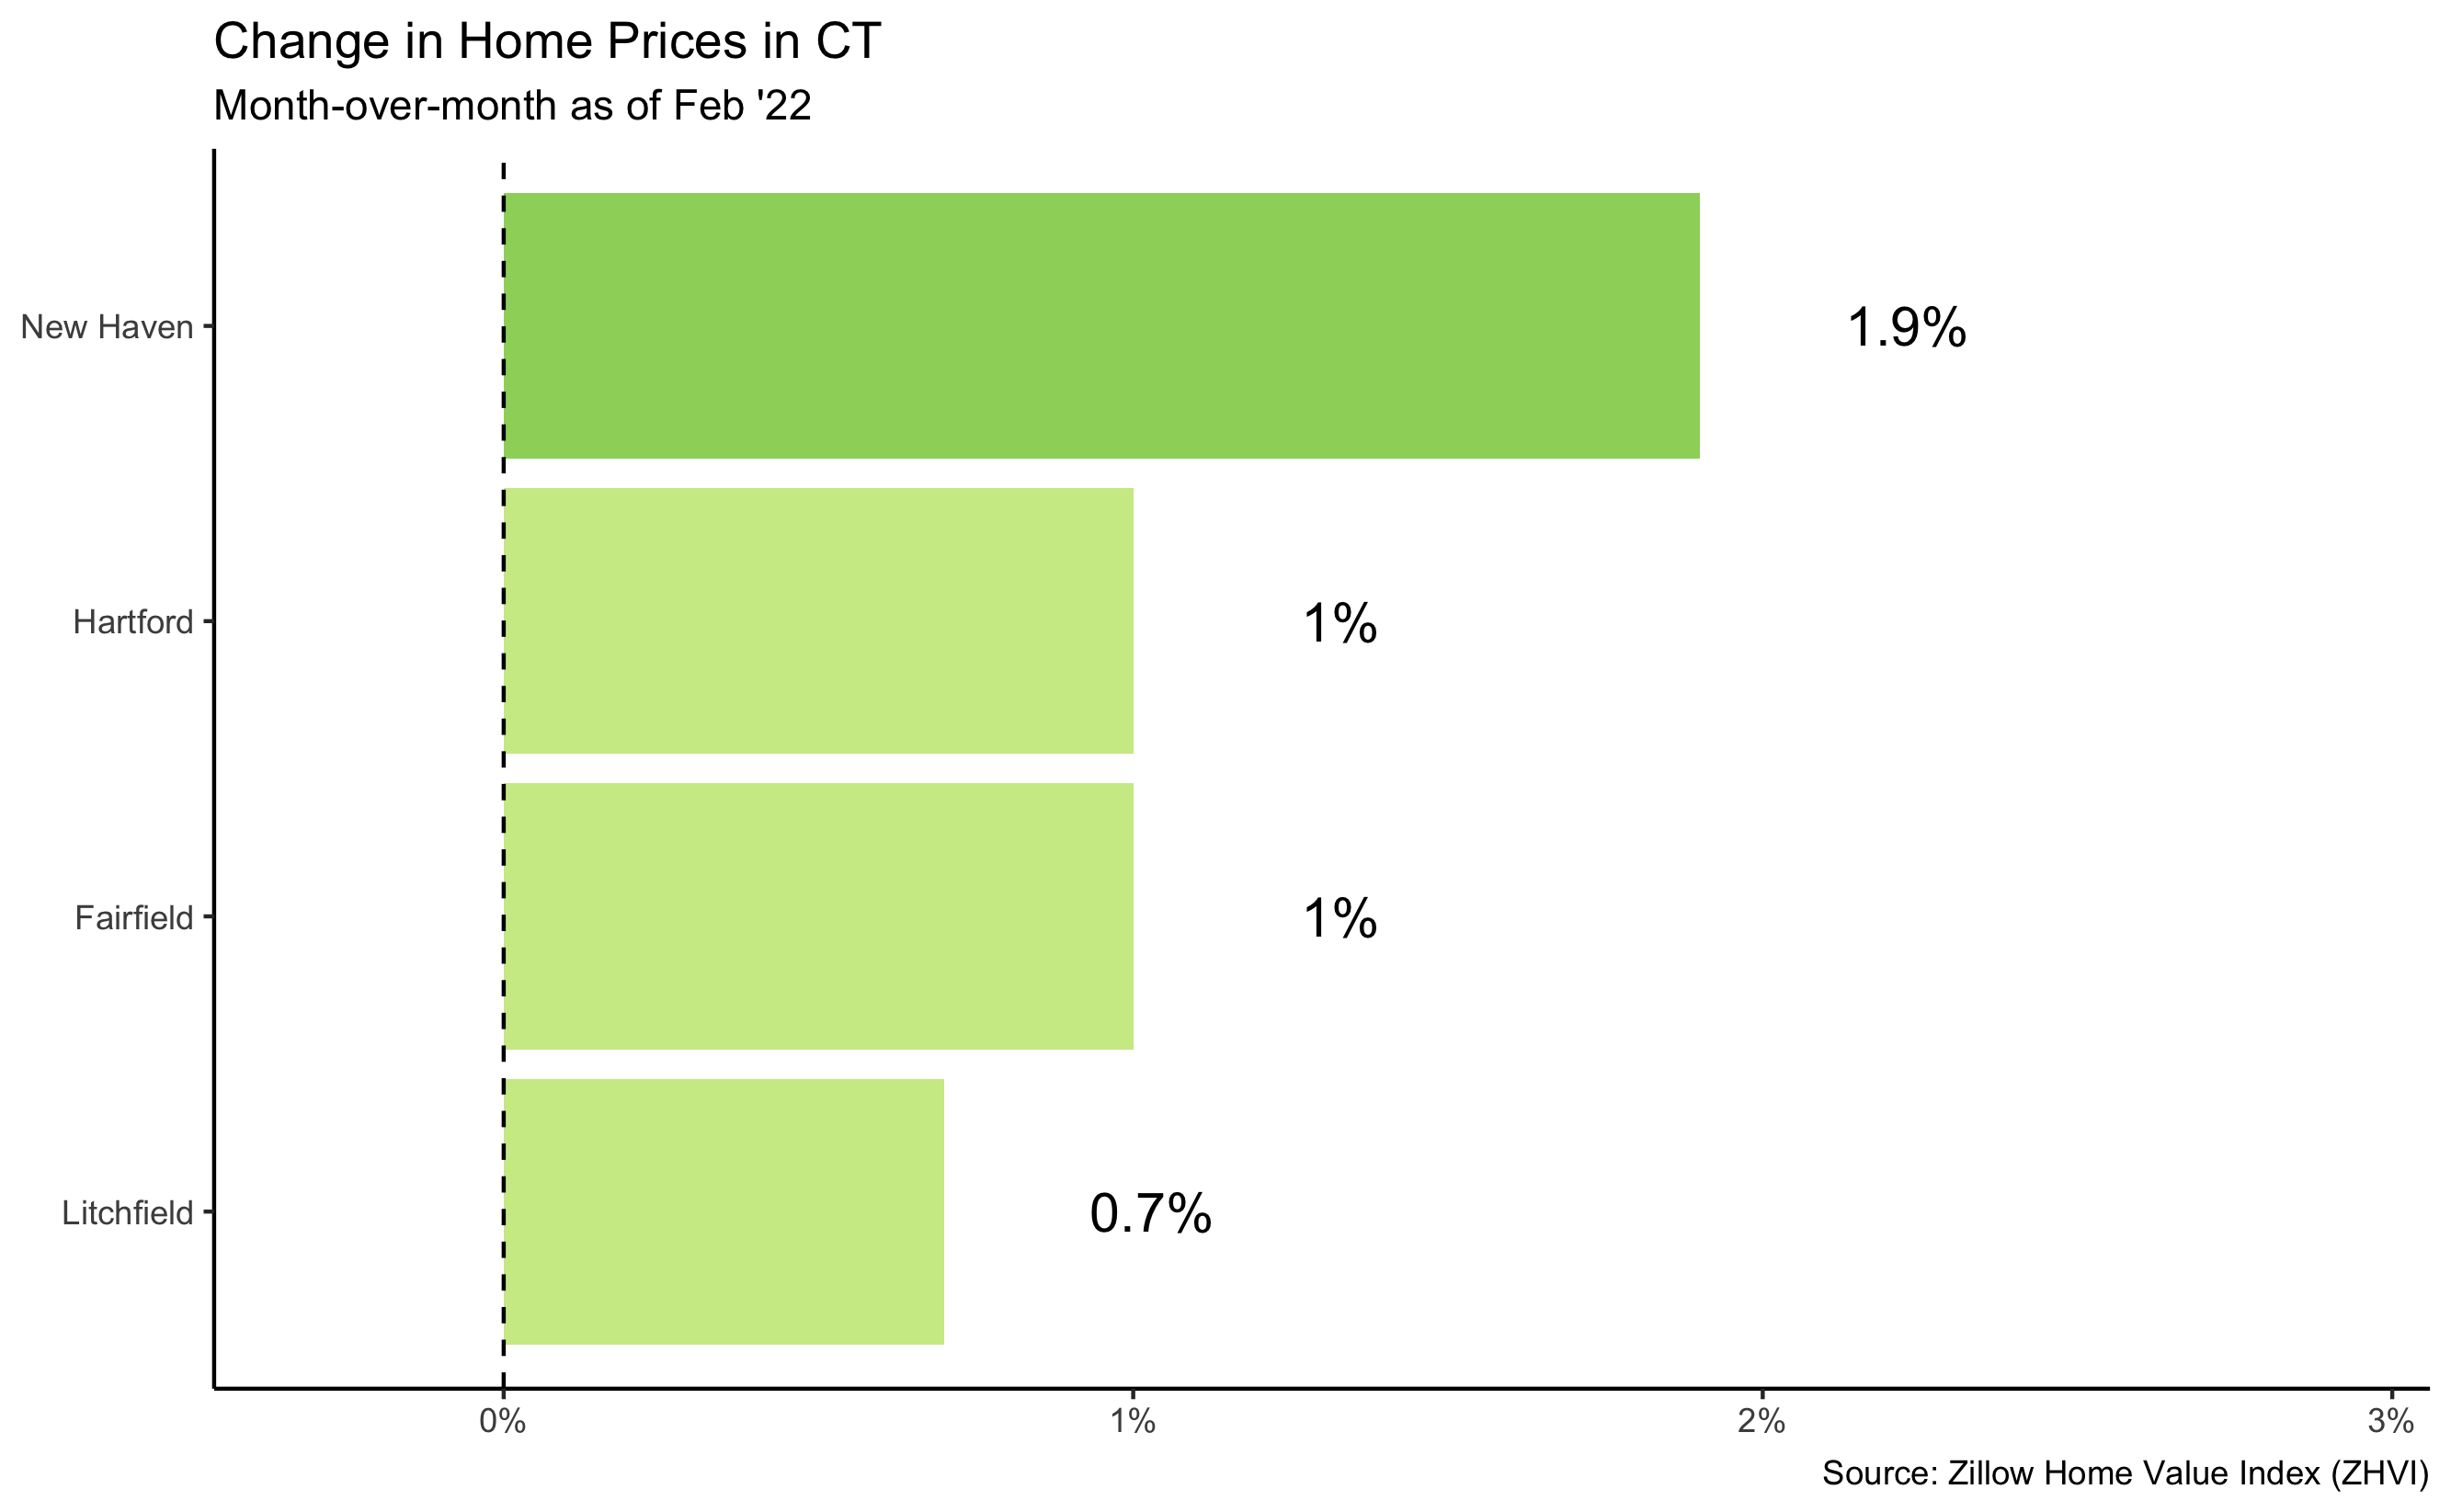 Change in Home Prices in CT
Month-over-month as of Feb '22
New Haven
1.9%
Hartford
1%
Fairfield
1%
Litchfield
0.7%
0%
1%
2%
3%
Source: Zillow Home Value Index (ZHVI)